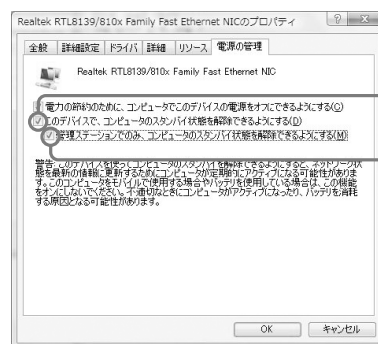 Realtek RTL8139/810x Family Fast Ethernet NICのプロパティ
全般 詳細設定 ドライバ 詳細 リソース 電源の管理
Realtek RTL8139/810x Family Fast Ethernet NIC
電力の節約のために、コンピュータでこのデバイスの電源をオフにできるようにする(C)
このデバイスで、コンピュータのスタンバイ状態を解除できるようにする(D)
管理ステーションでのみ、コンピュータのスタンバイ状態を解除できるようにする(M)
警告: このデバイスを使ってコンピュータのスタンバイを解除できるようにすると、ネットワーク状
態を最新の情報に更新するためにコンピュータが定期的にアクティブになる可能性がありま
す。このコンピュータをモバイルで使用する場合やバッテリを使用している場合は、この機能
をオンにしないでください。不適切なときにコンピュータがアクティブになったり、バッテリを消耗
する原因となる可能性があります。
OK キャンセル